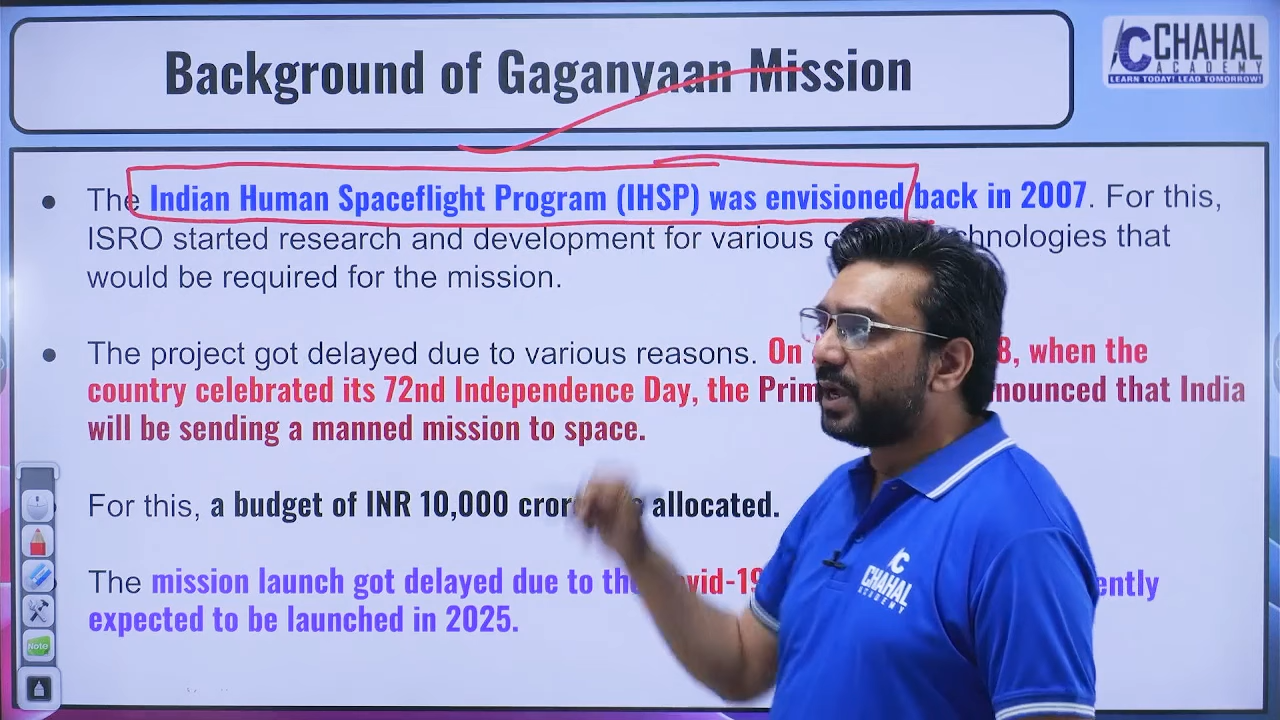 Background of Gaganyaan Mission
CHAHAL
ACADEMY
LEARN TODAY! LEAD TOMORROW!
The Indian Human Spaceflight Program (IHSP) was envisioned back in 2007. For this,
ISRO started research and development for various chnologies that
would be required for the mission.
The project got delayed due to various reasons. On 8, when the
country celebrated its 72nd Independence Day, the Prim nounced that India
will be sending a manned mission to space.
For this, a budget of INR 10,000 cror allocated.
The mission launch got delayed due to th vid-19 ently
expected to be launched in 2025.
Note
CHAHAL
ACADEMY